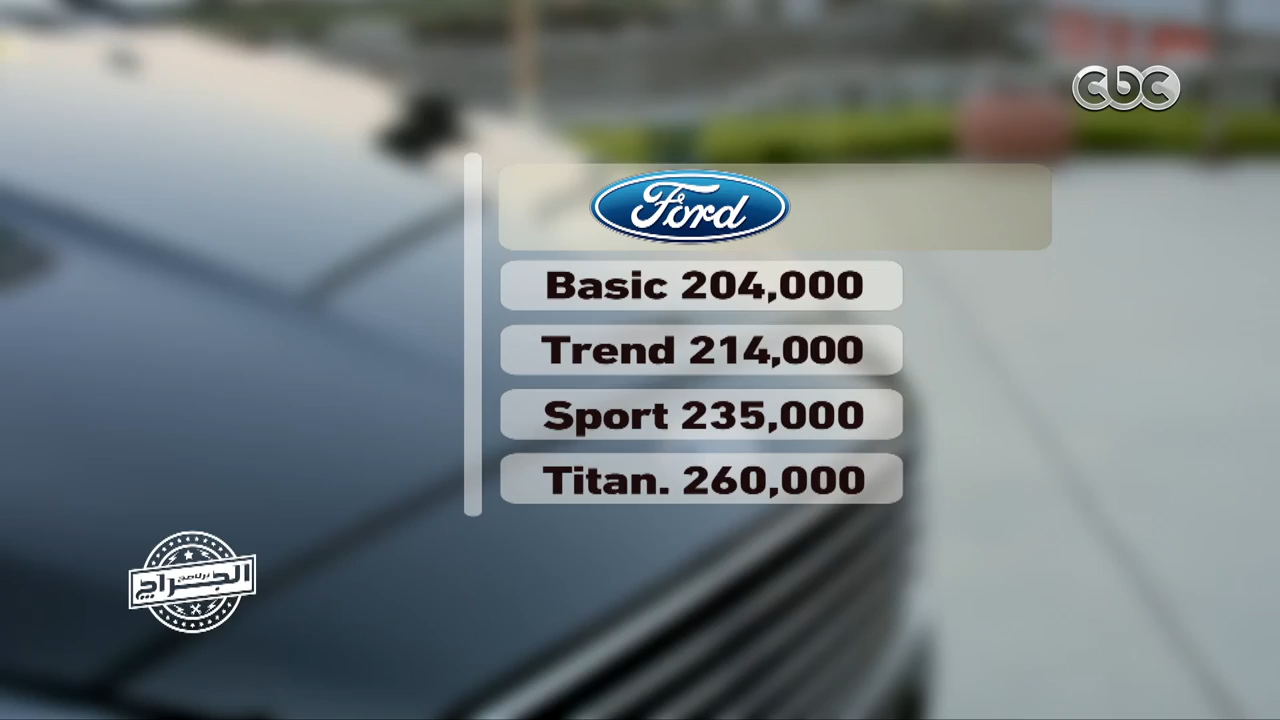 cbc
Ford
Basic 204,000
Trend 214,000
Sport 235,000
Titan. 260,000
برنامج
الجراج